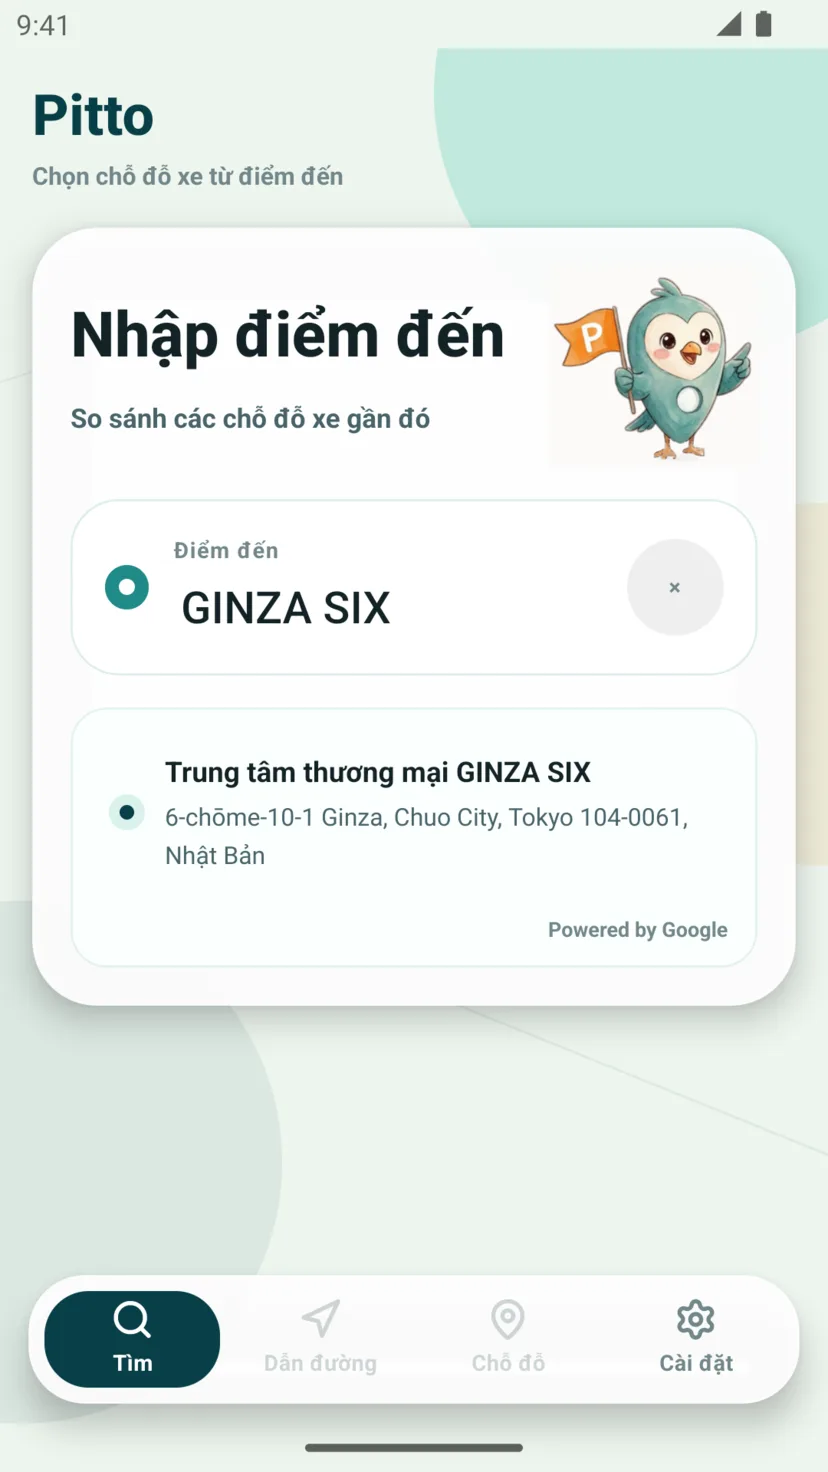 9:41
Pitto
Chọn chỗ đỗ xe từ điểm đến
Nhập điểm đến
P
So sánh các chỗ đỗ xe gần đó
Điểm đến
GINZA SIX
×
Trung tâm thương mại GINZA SIX
6-chōme-10-1 Ginza, Chuo City, Tokyo 104-0061,
Nhật Bản
Powered by Google
Tìm
Dẫn đường
Chỗ đỗ
Cài đặt